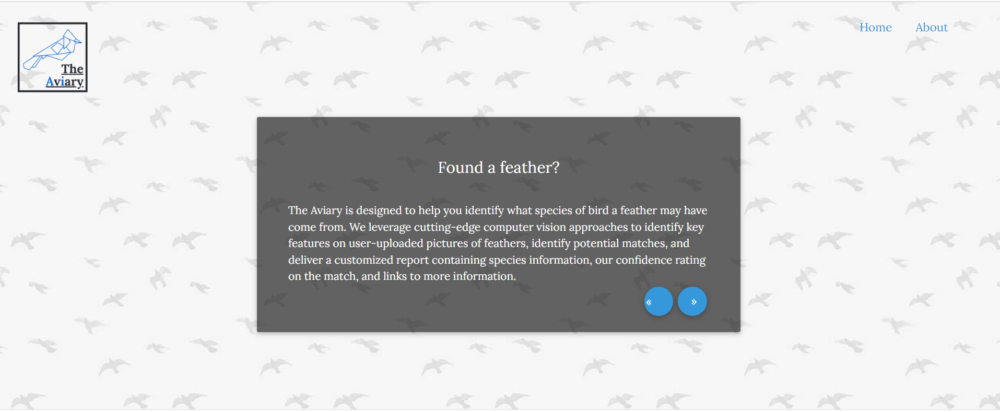 The
Aviary
Home
About
Found a feather?
The Aviary is designed to help you identify what species of bird a feather may have
come from. We leverage cutting-edge computer vision approaches to identify key
features on user-uploaded pictures of feathers, identify potential matches, and
deliver a customized report containing species information, our confidence rating
on the match, and links to more information.
«
»